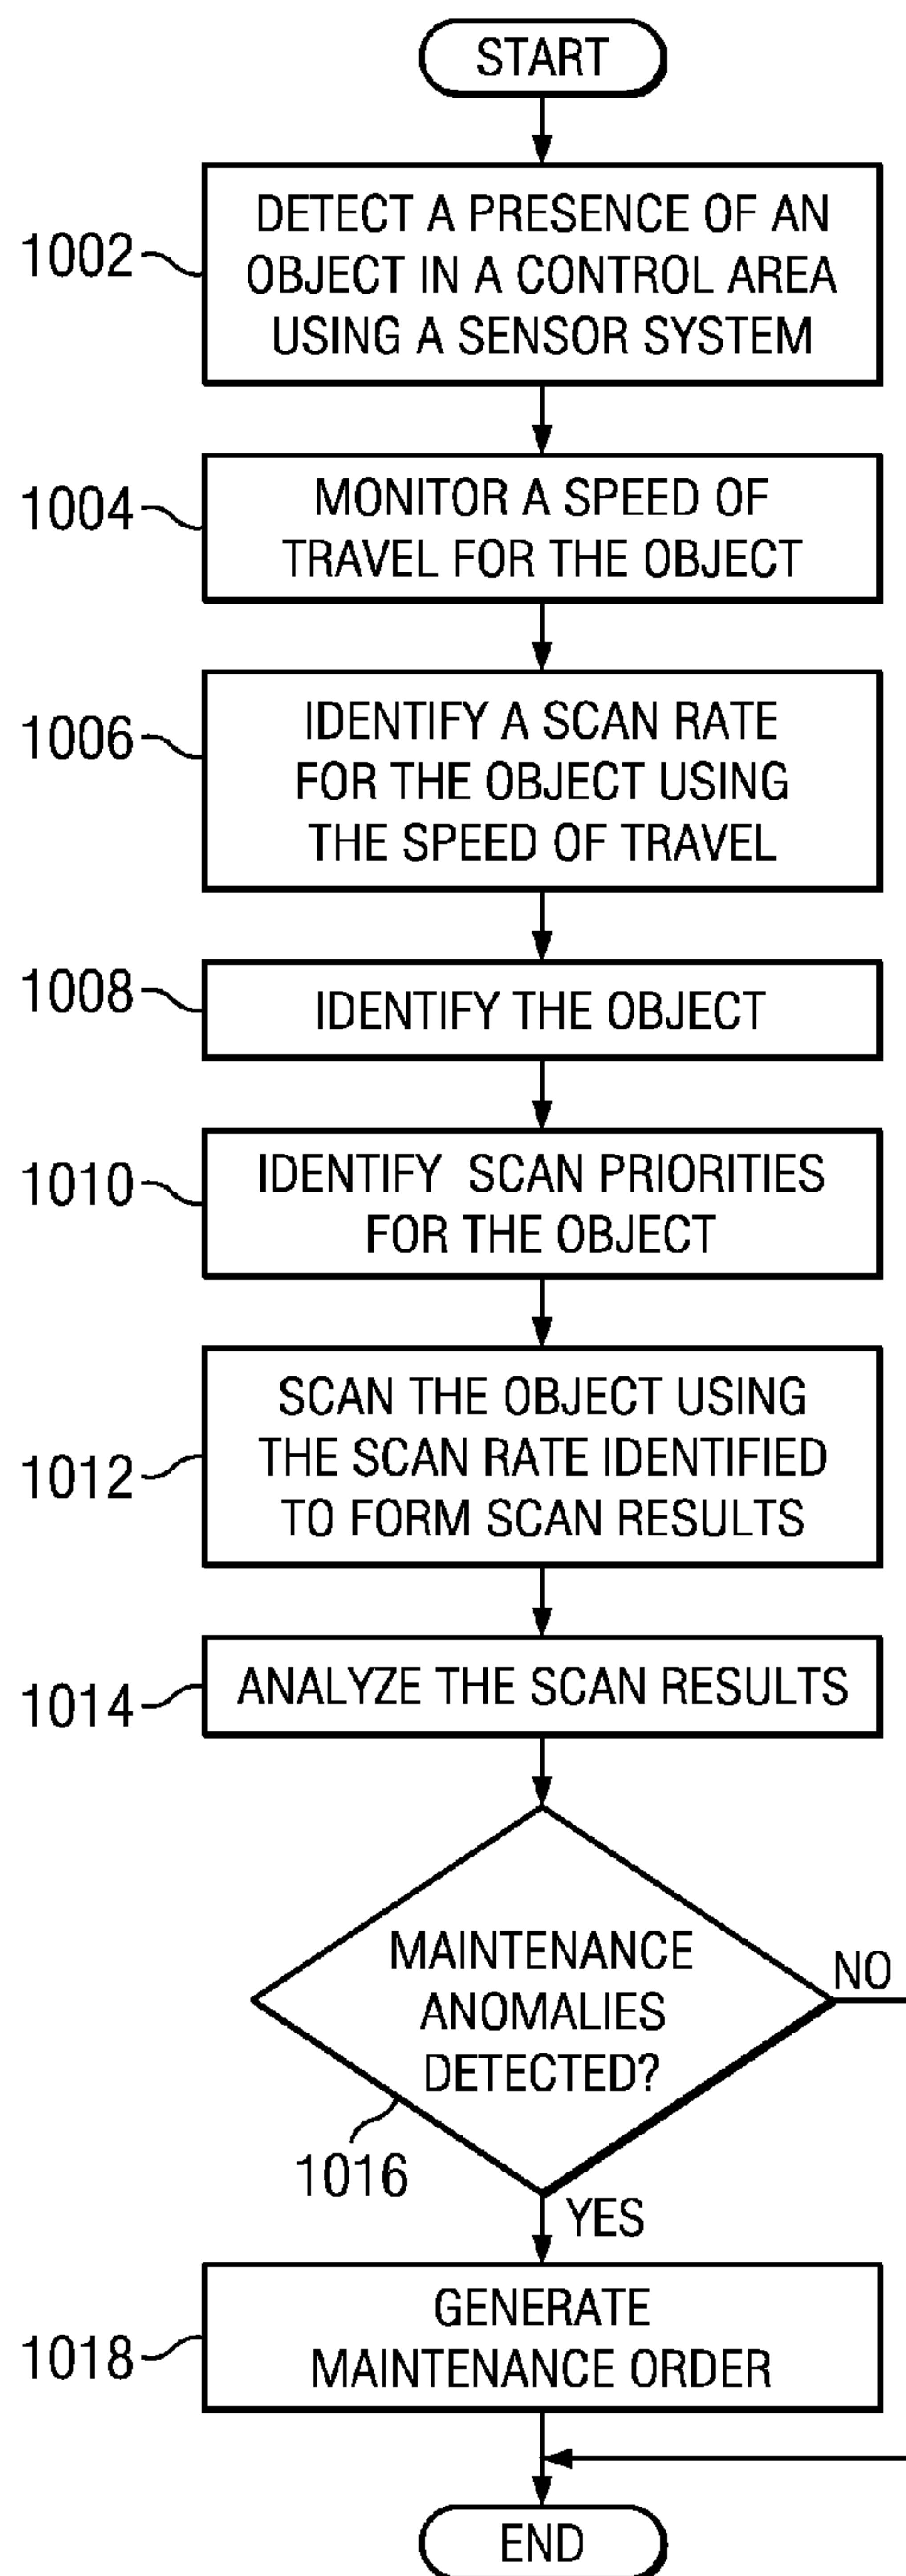 START
1002
DETECT A PRESENCE OF AN
OBJECT IN A CONTROL AREA
USING A SENSOR SYSTEM
1004
MONITOR A SPEED OF
TRAVEL FOR THE OBJECT
1006
IDENTIFY A SCAN RATE
FOR THE OBJECT USING
THE SPEED OF TRAVEL
1008
IDENTIFY THE OBJECT
1010
IDENTIFY SCAN PRIORITIES
FOR THE OBJECT
1012
SCAN THE OBJECT USING
THE SCAN RATE IDENTIFIED
TO FORM SCAN RESULTS
1014
ANALYZE THE SCAN RESULTS
MAINTENANCE
ANOMALIES
DETECTED?
NO
1016
YES
1018
GENERATE
MAINTENANCE ORDER
END